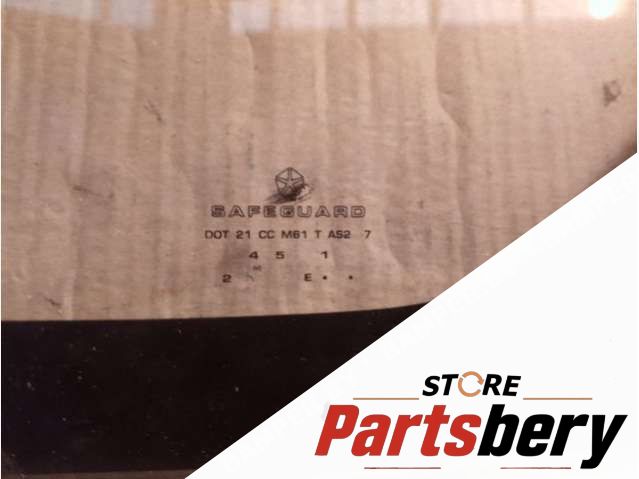 SAFEGUARD
DOT 21 CC M61 T AS2 7
4 5 1
2 E • •
STORE
Partsbery